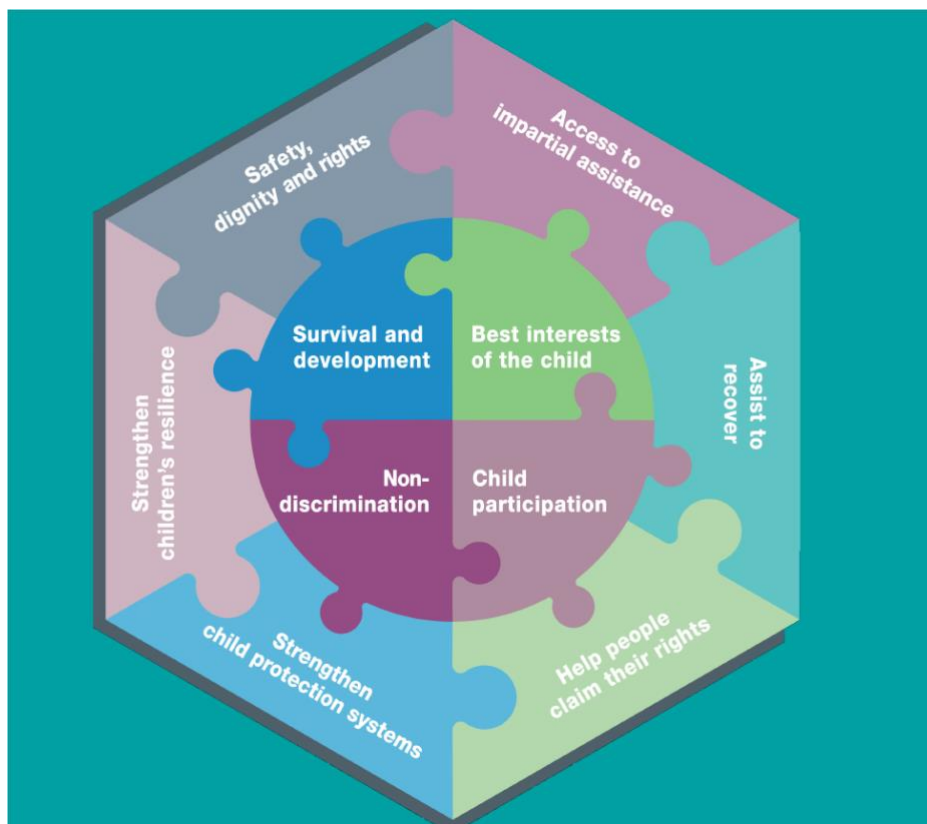 Safety,
dignity and rights
Access to
impartial assistance
Survival and
development
Best interests
of the child
Strengthen
children's resilience
Assist to
recover
Non-
discrimination
Child
participation
Strengthen
child protection systems
Help people
claim their rights